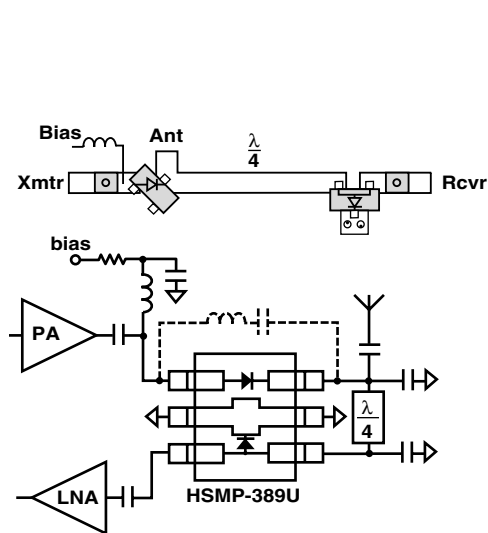 Bias
Ant
λ
4
Xmtr
Rcvr
bias
PA
λ
4
LNA
HSMP-389U